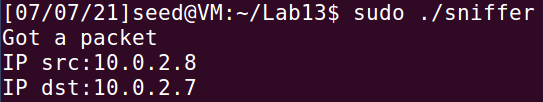 [07/07/21]seed@VM:~/Lab13$ sudo ./sniffer
Got a packet
IP src:10.0.2.8
IP dst:10.0.2.7